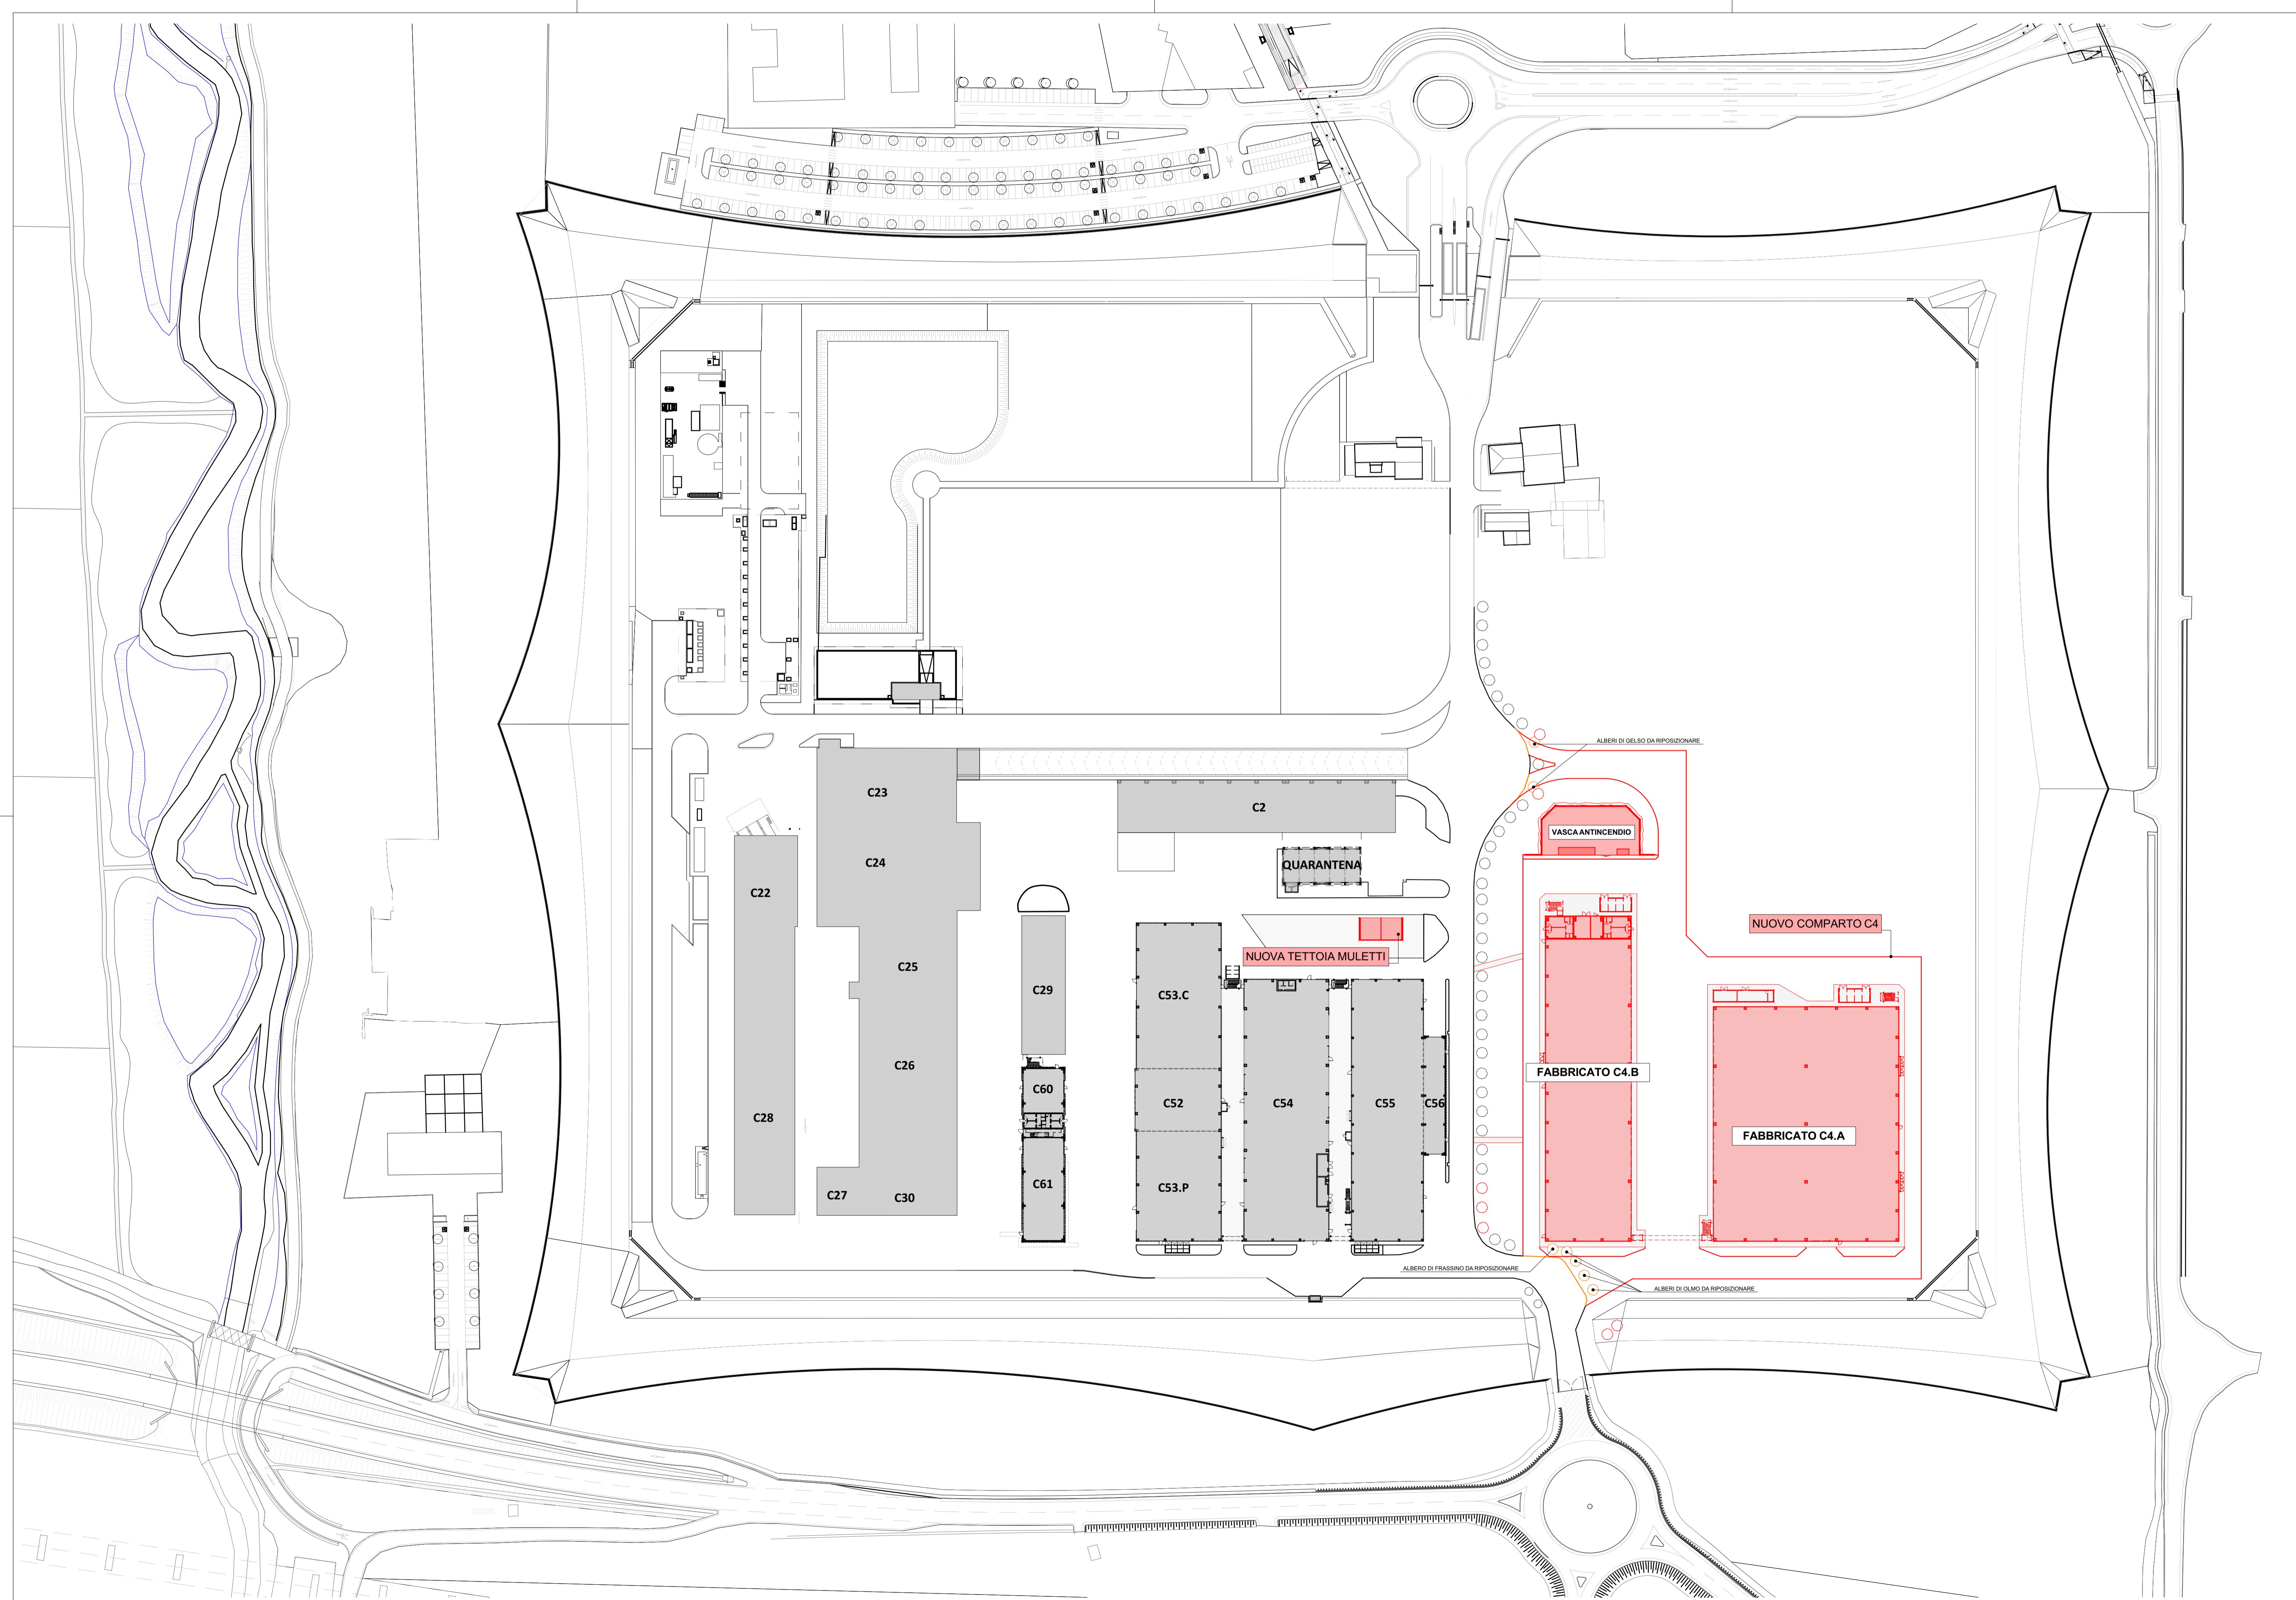 ALBERI DI GELSO DA RIPOSIZIONARE
C23
C2
VASCA ANTINCENDIO
C24
QUARANTENA
C22
NUOVO COMPARTO C4
NUOVA TETTOIA MULETTI
C25
C29
C53.C
C26
FABBRICATO C4.B
C60
C52
C54
C55
C56
C28
FABBRICATO C4.A
C61
C53.P
C27
C30
ALBERO DI FRASSINO DA RIPOSIZIONARE
ALBERI DI OLMO DA RIPOSIZIONARE